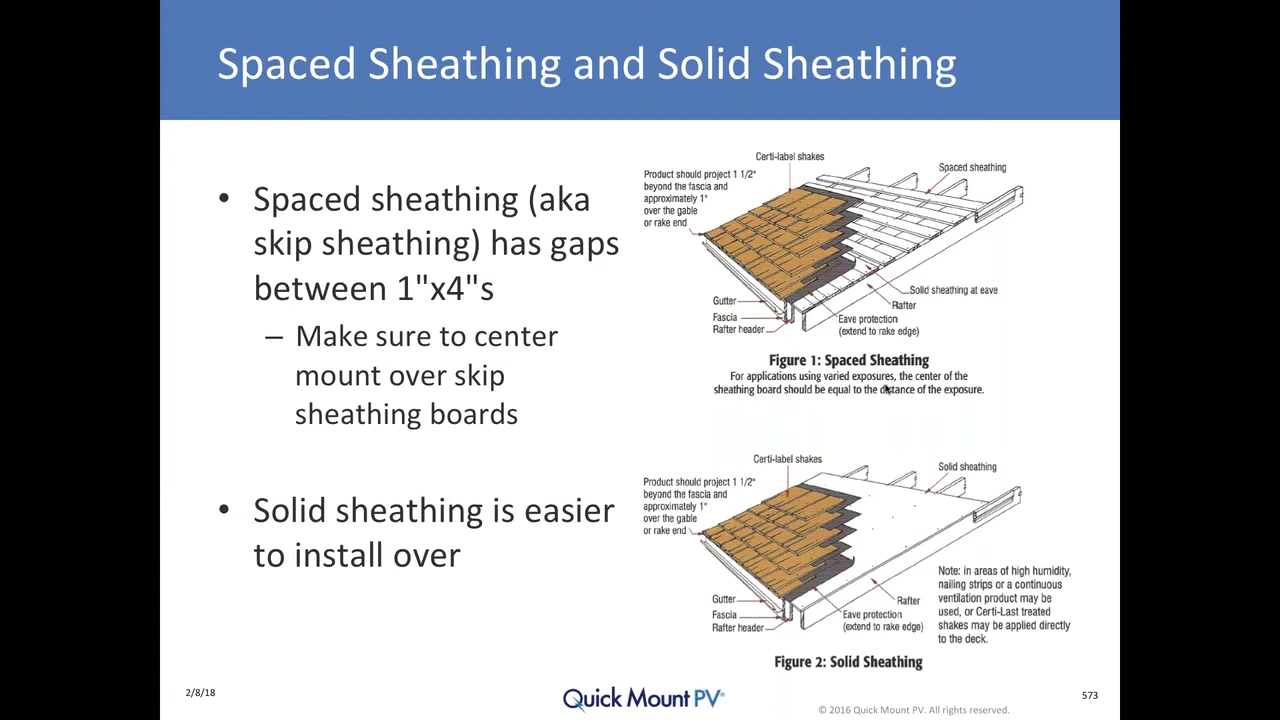 Spaced Sheathing and Solid Sheathing
• Spaced sheathing (aka
skip sheathing) has gaps
between 1"x4"s
– Make sure to center
mount over skip
sheathing boards
• Solid sheathing is easier
to install over
Certi-label shakes
Product should project 1 1/2"
beyond the fascia and
approximately 1"
over the gable
or rake end
Spaced sheathing
Solid sheathing at eave
Rafter
Gutter
Fascia
Rafter header
Eave protection
(extend to rake edge)
Figure 1: Spaced Sheathing
For applications using varied exposures, the center of the
sheathing board should be equal to the distance of the exposure.
Certi-label shakes
Product should project 1 1/2"
beyond the fascia and
approximately 1"
over the gable
or rake end
Solid sheathing
Note: in areas of high humidity,
nailing strips or a continuous
ventilation product may be
used, or Certi-Last treated
shakes may be applied directly
to the deck.
Gutter
Fascia
Rafter header
Rafter
Eave protection
(extend to rake edge)
Figure 2: Solid Sheathing
2/8/18
Quick Mount PV®
© 2016 Quick Mount PV. All rights reserved.
573